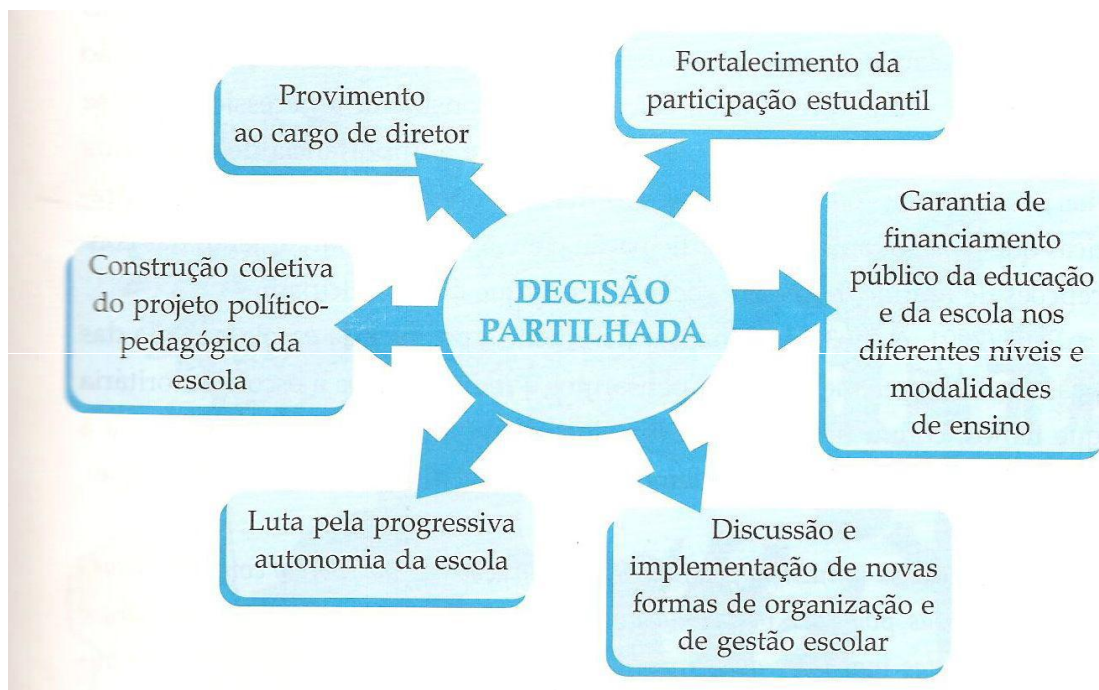 Provimento
ao cargo de diretor
Fortalecimento da
participação estudantil
Construção coletiva
do projeto político-
pedagógico da
escola
DECISÃO
PARTILHADA
Garantia de
financiamento
público da educação
e da escola nos
diferentes níveis e
modalidades
de ensino
Luta pela progressiva
autonomia da escola
Discussão e
implementação de novas
formas de organização e
de gestão escolar